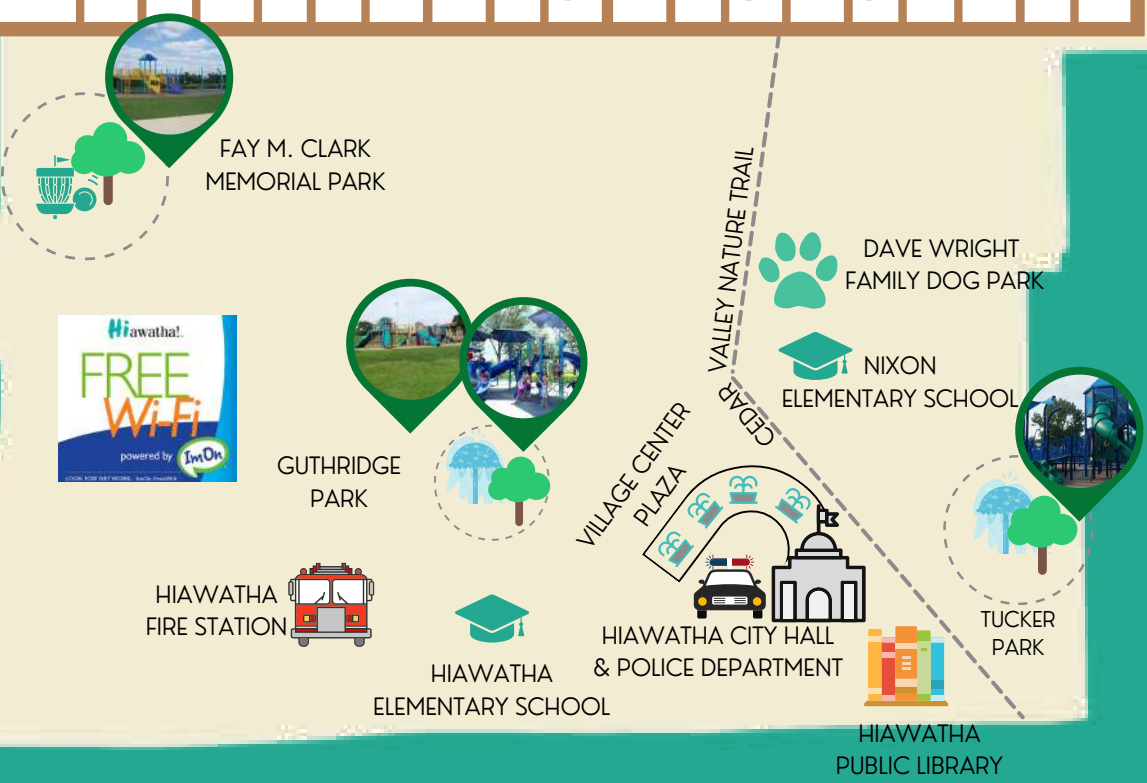 FAY M. CLARK
MEMORIAL PARK
CEDAR VALLEY NATURE TRAIL
DAVE WRIGHT
FAMILY DOG PARK
Hiawatha!
FREE
Wi-Fi
powered by ImOn
NIXON
ELEMENTARY SCHOOL
GUTHRIDGE
PARK
VILLAGE CENTER
PLAZA
HIAWATHA
FIRE STATION
HIAWATHA
ELEMENTARY SCHOOL
HIAWATHA CITY HALL
& POLICE DEPARTMENT
TUCKER
PARK
HIAWATHA
PUBLIC LIBRARY